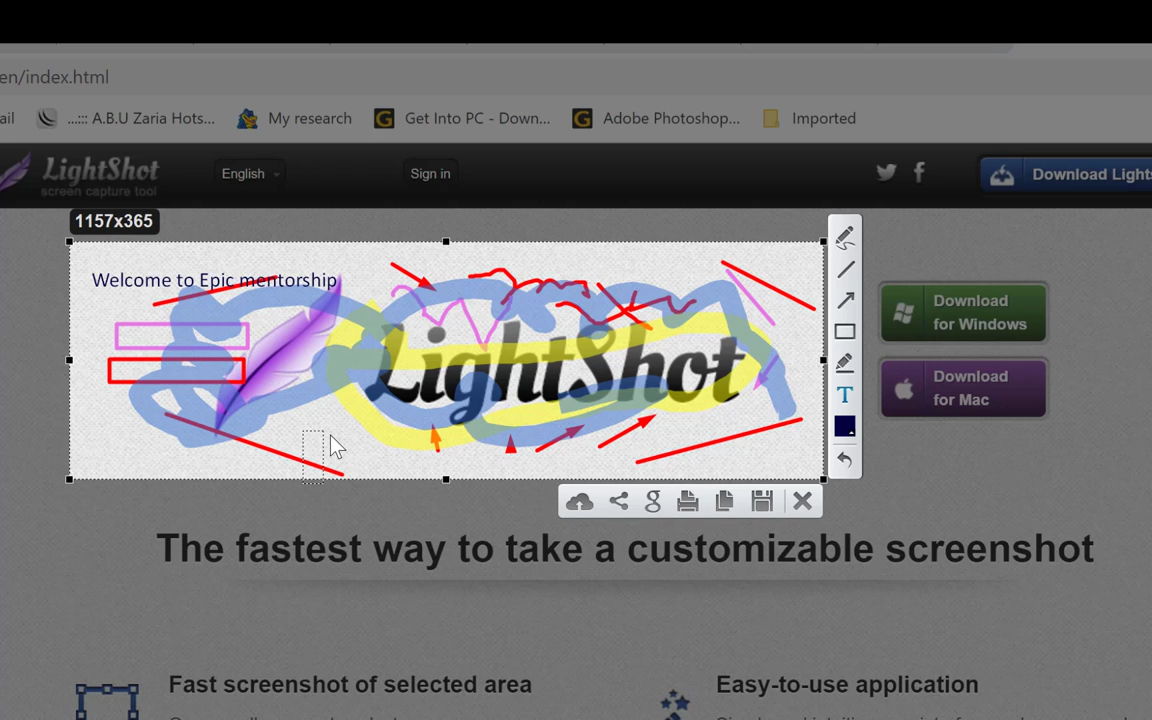 en/index.html
ail
...::: A.B.U Zaria Hots...
My research
Get Into PC - Down...
Adobe Photoshop...
Imported
LightShot
screen capture tool
English
Sign in
Download Lights
1157x365
Welcome to Epic mentorship
LightShot
Download
for Windows
Download
for Mac
T
g
The fastest way to take a customizable screenshot
Fast screenshot of selected area
Easy-to-use application